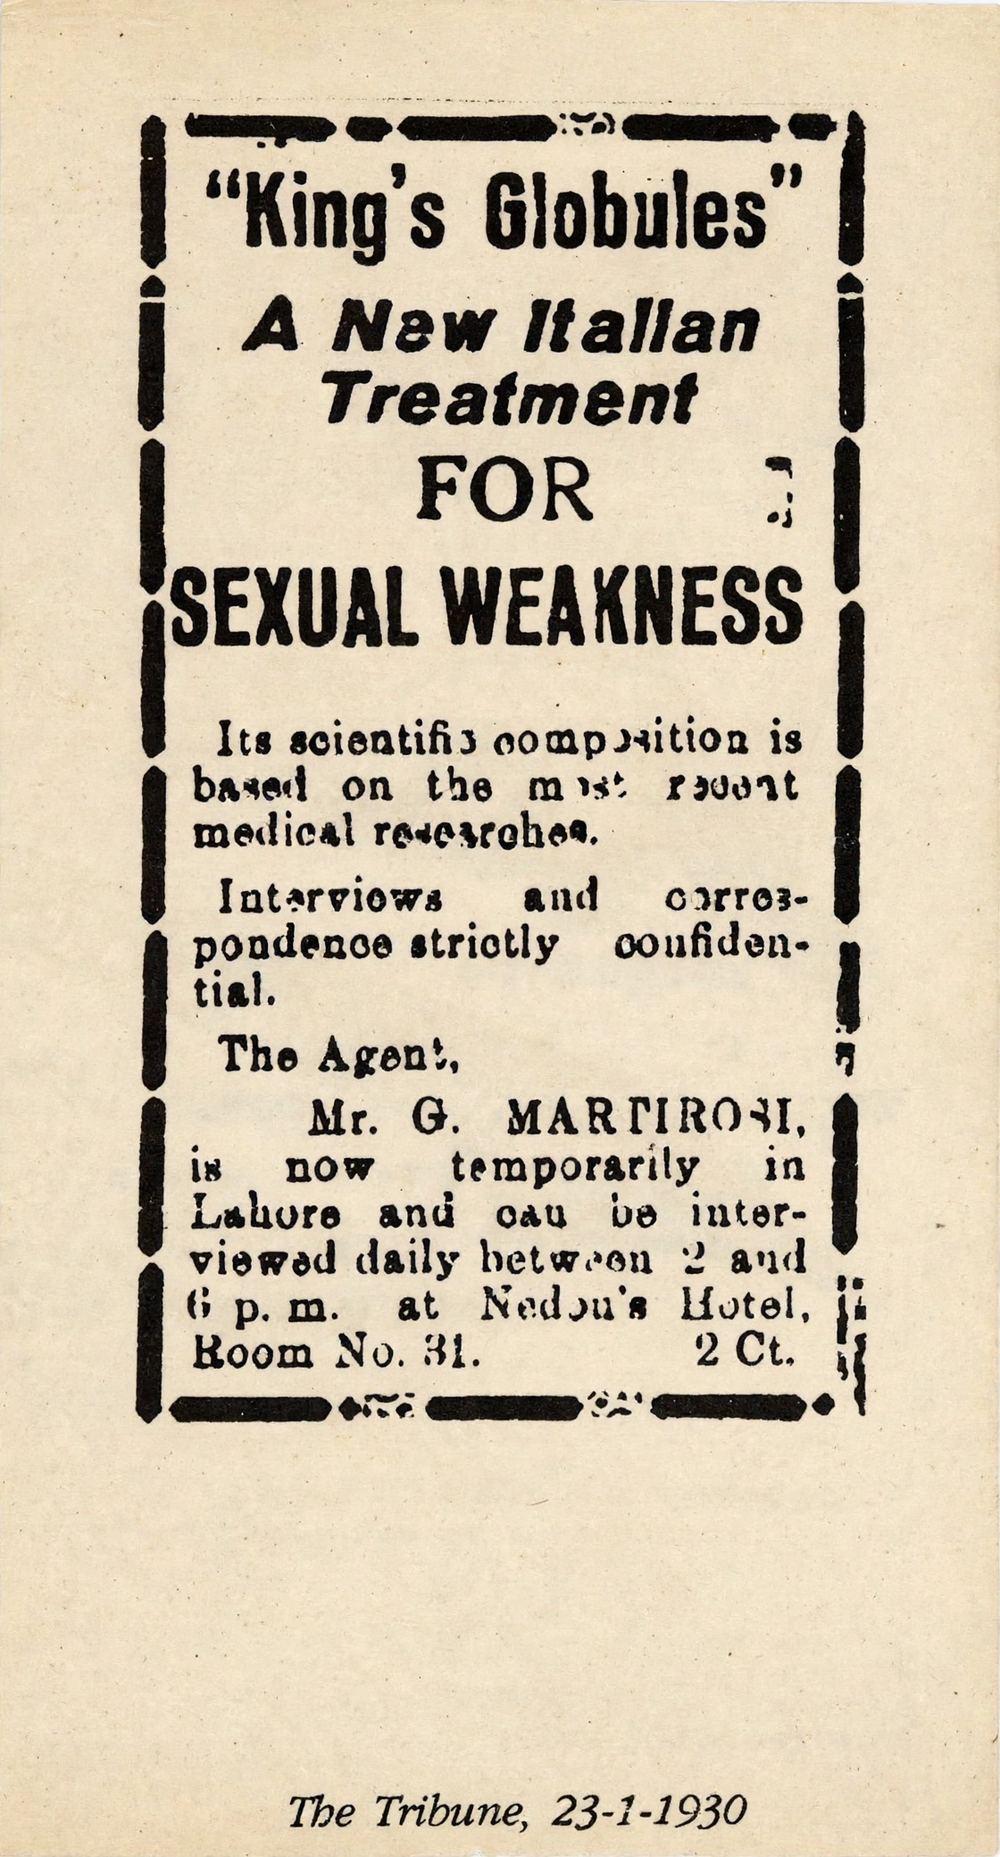 "King's Globules"
A New Italian
Treatment
FOR
SEXUAL WEAKNESS
Its scientific composition is
based on the most recent
medical researches.
Interviews and corres-
pondence strictly confiden-
tial.
The Agent,
Mr. G. MARTIROSI,
is now temporarily in
Lahore and can be inter-
viewed daily between 2 and
6 p. m. at Nedou's Hotel,
Room No. 31. 2 Ct.
The Tribune, 23-1-1930